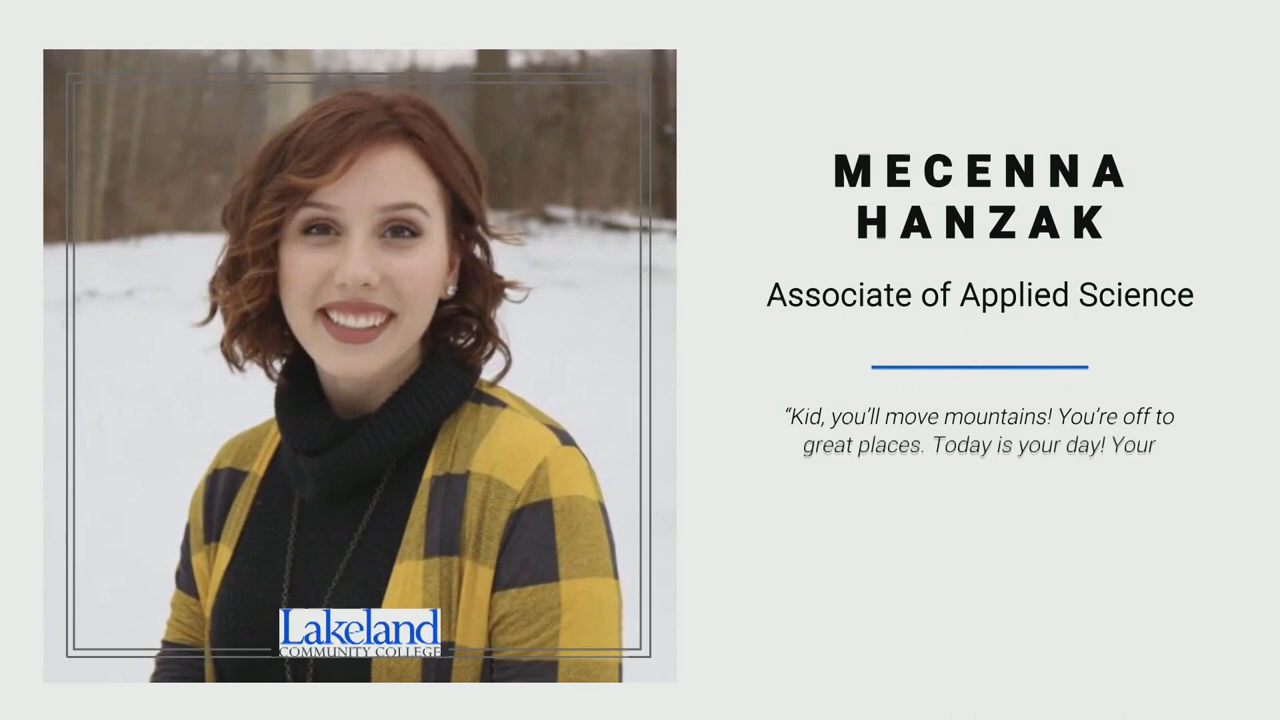 MECENNA
HANZAK
Associate of Applied Science
“Kid, you’ll move mountains! You’re off to
great places. Today is your day! Your
Lakeland
COMMUNITY COLLEGE